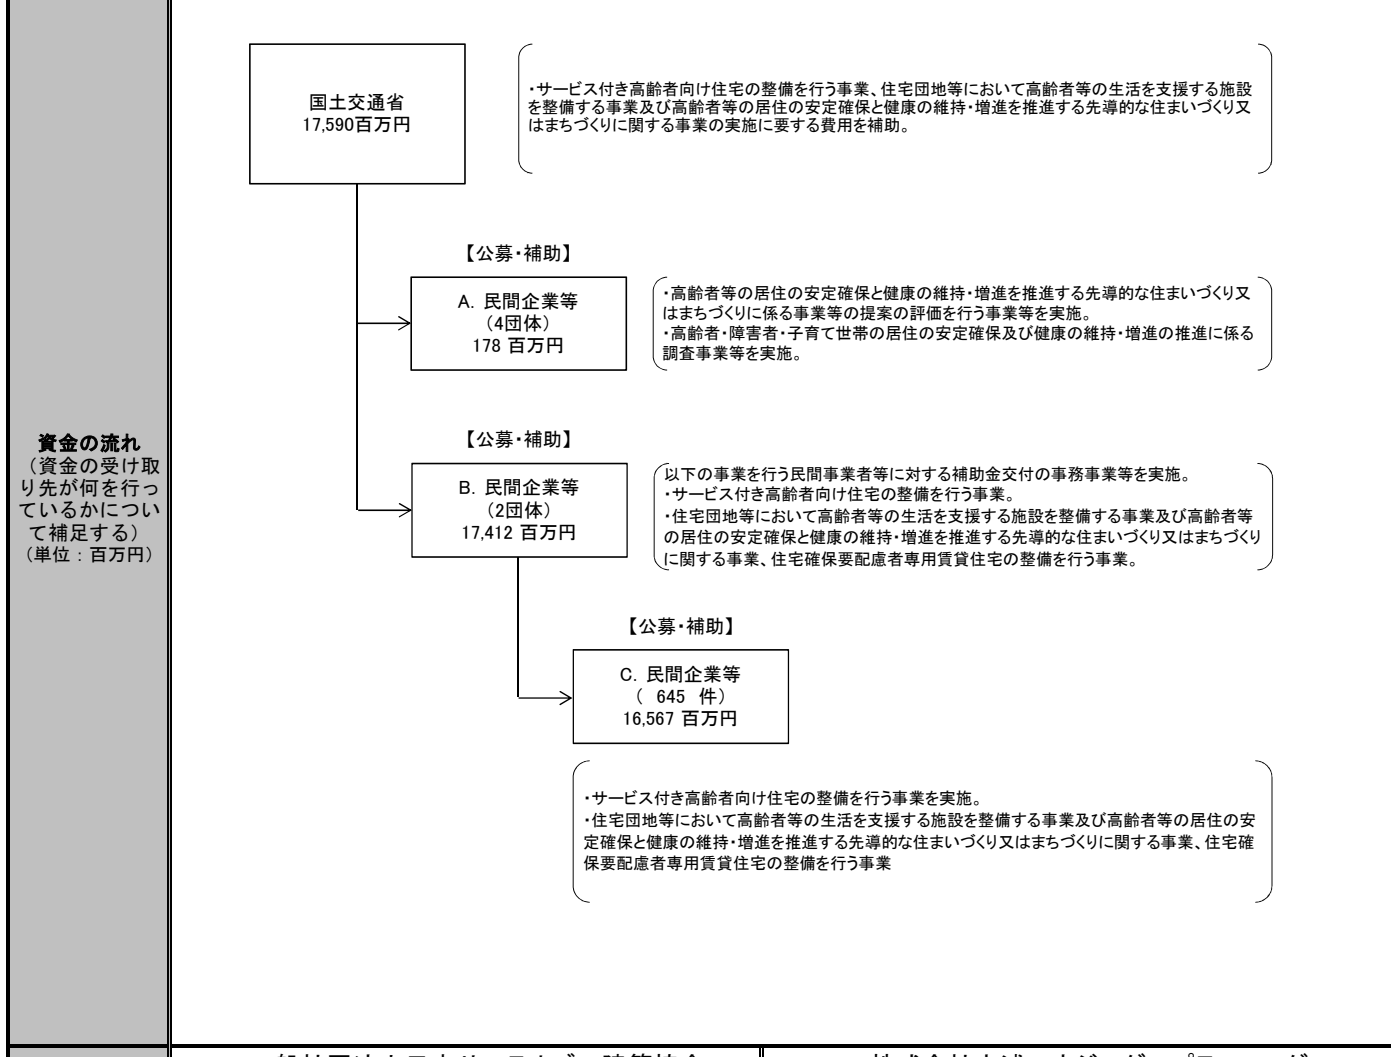 国土交通省
17,590百万円
・サービス付き高齢者向け住宅の整備を行う事業、住宅団地等において高齢者等の生活を支援する施設
を整備する事業及び高齢者等の居住の安定確保と健康の維持・増進を推進する先導的な住まいづくり又
はまちづくりに関する事業の実施に要する費用を補助。
【公募・補助】
A．民間企業等
（4団体）
178 百万円
・高齢者等の居住の安定確保と健康の維持・増進を推進する先導的な住まいづくり又
はまちづくりに係る事業等の提案の評価を行う事業等を実施。
・高齢者・障害者・子育て世帯の居住の安定確保及び健康の維持・増進の推進に係る
調査事業等を実施。
資金の流れ
（資金の受け取
り先が何を行っ
ているかについ
て補足する）
（単位：百万円）
【公募・補助】
B．民間企業等
（2団体）
17,412 百万円
以下の事業を行う民間事業者等に対する補助金交付の事務事業等を実施。
・サービス付き高齢者向け住宅の整備を行う事業。
・住宅団地等において高齢者等の生活を支援する施設を整備する事業及び高齢者等
の居住の安定確保と健康の維持・増進を推進する先導的な住まいづくり又はまちづくり
に関する事業、住宅確保要配慮者専用賃貸住宅の整備を行う事業。
【公募・補助】
C．民間企業等
（ 645 件）
16,567 百万円
・サービス付き高齢者向け住宅の整備を行う事業を実施。
・住宅団地等において高齢者等の生活を支援する施設を整備する事業及び高齢者等の居住の安
定確保と健康の維持・増進を推進する先導的な住まいづくり又はまちづくりに関する事業、住宅確
保要配慮者専用賃貸住宅の整備を行う事業